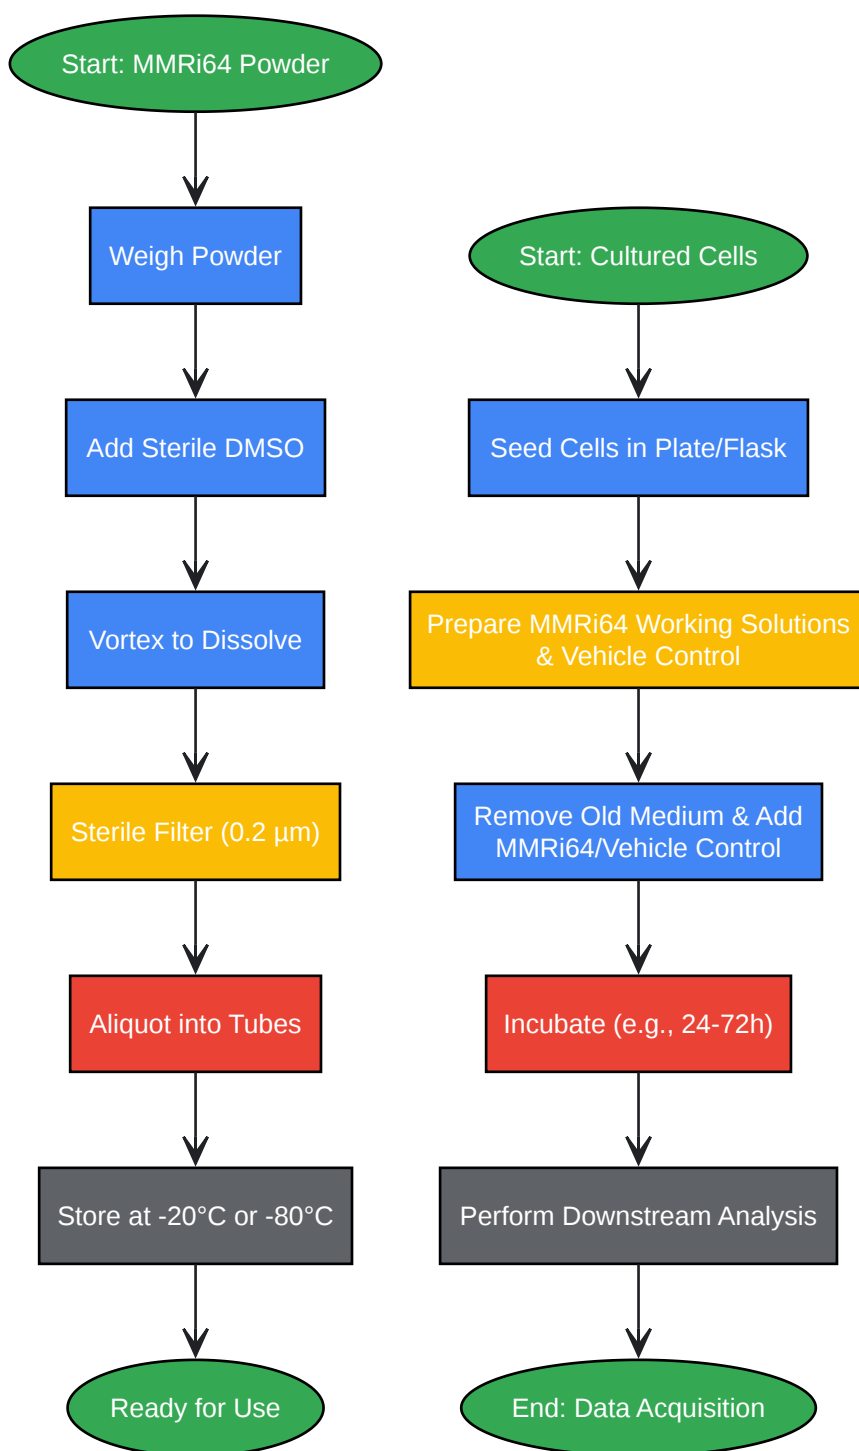 Start: MMRi64 Powder
Weigh Powder
Add Sterile DMSO
Vortex to Dissolve
Sterile Filter (0.2 µm)
Aliquot into Tubes
Store at -20°C or -80°C
Ready for Use
Start: Cultured Cells
Seed Cells in Plate/Flask
Prepare MMRi64 Working Solutions
& Vehicle Control
Remove Old Medium & Add
MMRi64/Vehicle Control
Incubate (e.g., 24-72h)
Perform Downstream Analysis
End: Data Acquisition